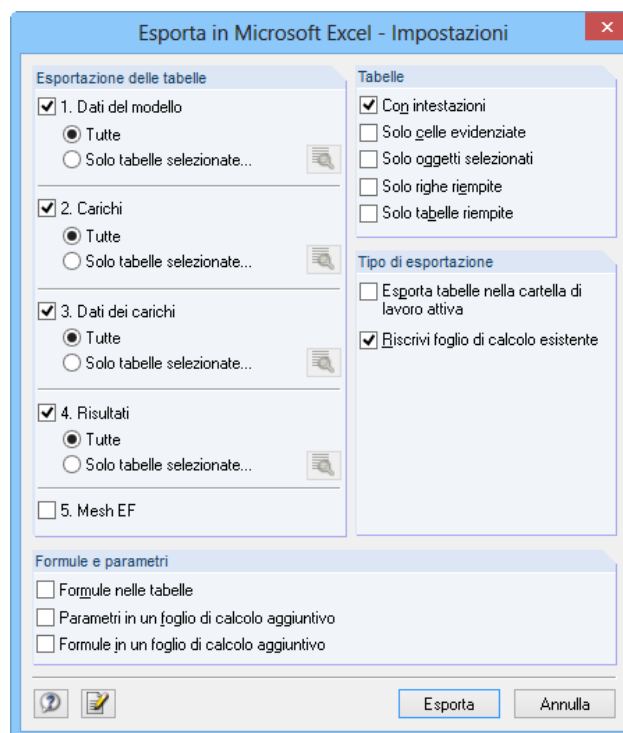 Esporta in Microsoft Excel - Impostazioni
Esportazione delle tabelle
1. Dati del modello
Tutte
Solo tabelle selezionate...
2. Carichi
Tutte
Solo tabelle selezionate...
3. Dati dei carichi
Tutte
Solo tabelle selezionate...
4. Risultati
Tutte
Solo tabelle selezionate...
5. Mesh EF
Tabelle
Con intestazioni
Solo celle evidenziate
Solo oggetti selezionati
Solo righe riempite
Solo tabelle riempite
Tipo di esportazione
Esporta tabelle nella cartella di
lavoro attiva
Riscrivi foglio di calcolo esistente
Formule e parametri
Formule nelle tabelle
Parametri in un foglio di calcolo aggiuntivo
Formule in un foglio di calcolo aggiuntivo
Esporta
Annulla